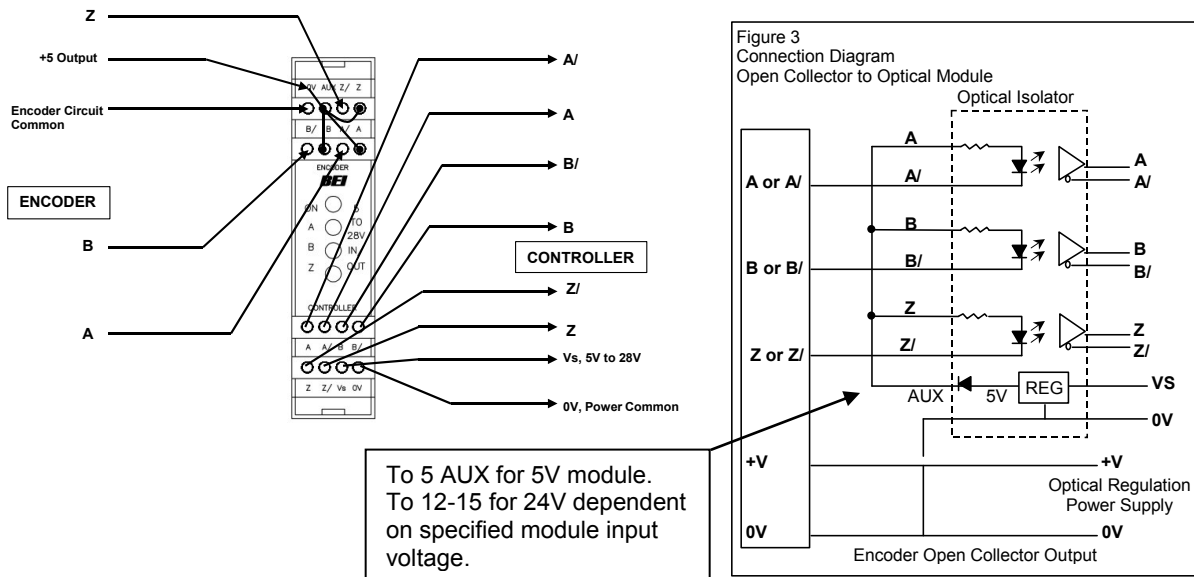 Z
+5 Output
Encoder Circuit
Common
ENCODER
B
A
0V AUX Z/ Z
B/ B A/ A
ENCODER
BEI
ON 5
A TO
28V
B IN
Z OUT
CONTROLLER
A A/ B B/
Z Z/ Vs 0V
A/
A
B/
B
CONTROLLER
Z/
Z
Vs, 5V to 28V
0V, Power Common
To 5 AUX for 5V module.
To 12-15 for 24V dependent
on specified module input
voltage.
Figure 3
Connection Diagram
Open Collector to Optical Module
Optical Isolator
A
A or A/
A/
A
A/
B
B or B/
B/
B
B/
Z
Z or Z/
Z/
Z
Z/
AUX 5V REG VS
0V
+V +V
Optical Regulation
Power Supply
0V 0V
Encoder Open Collector Output